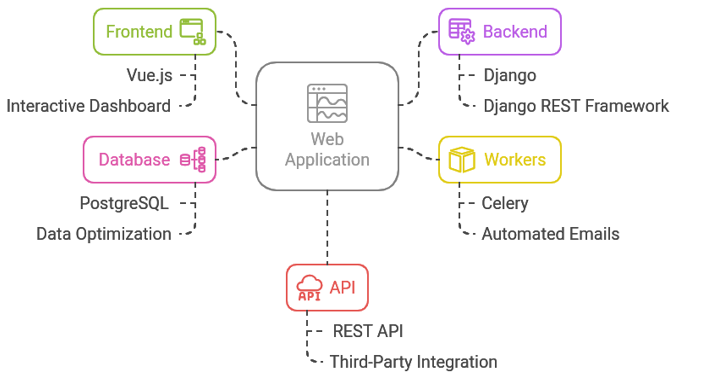 Frontend
Vue.js
Interactive Dashboard
Backend
Django
Django REST Framework
Web
Application
Database
PostgreSQL
Data Optimization
Workers
Celery
Automated Emails
API
API
REST API
Third-Party Integration